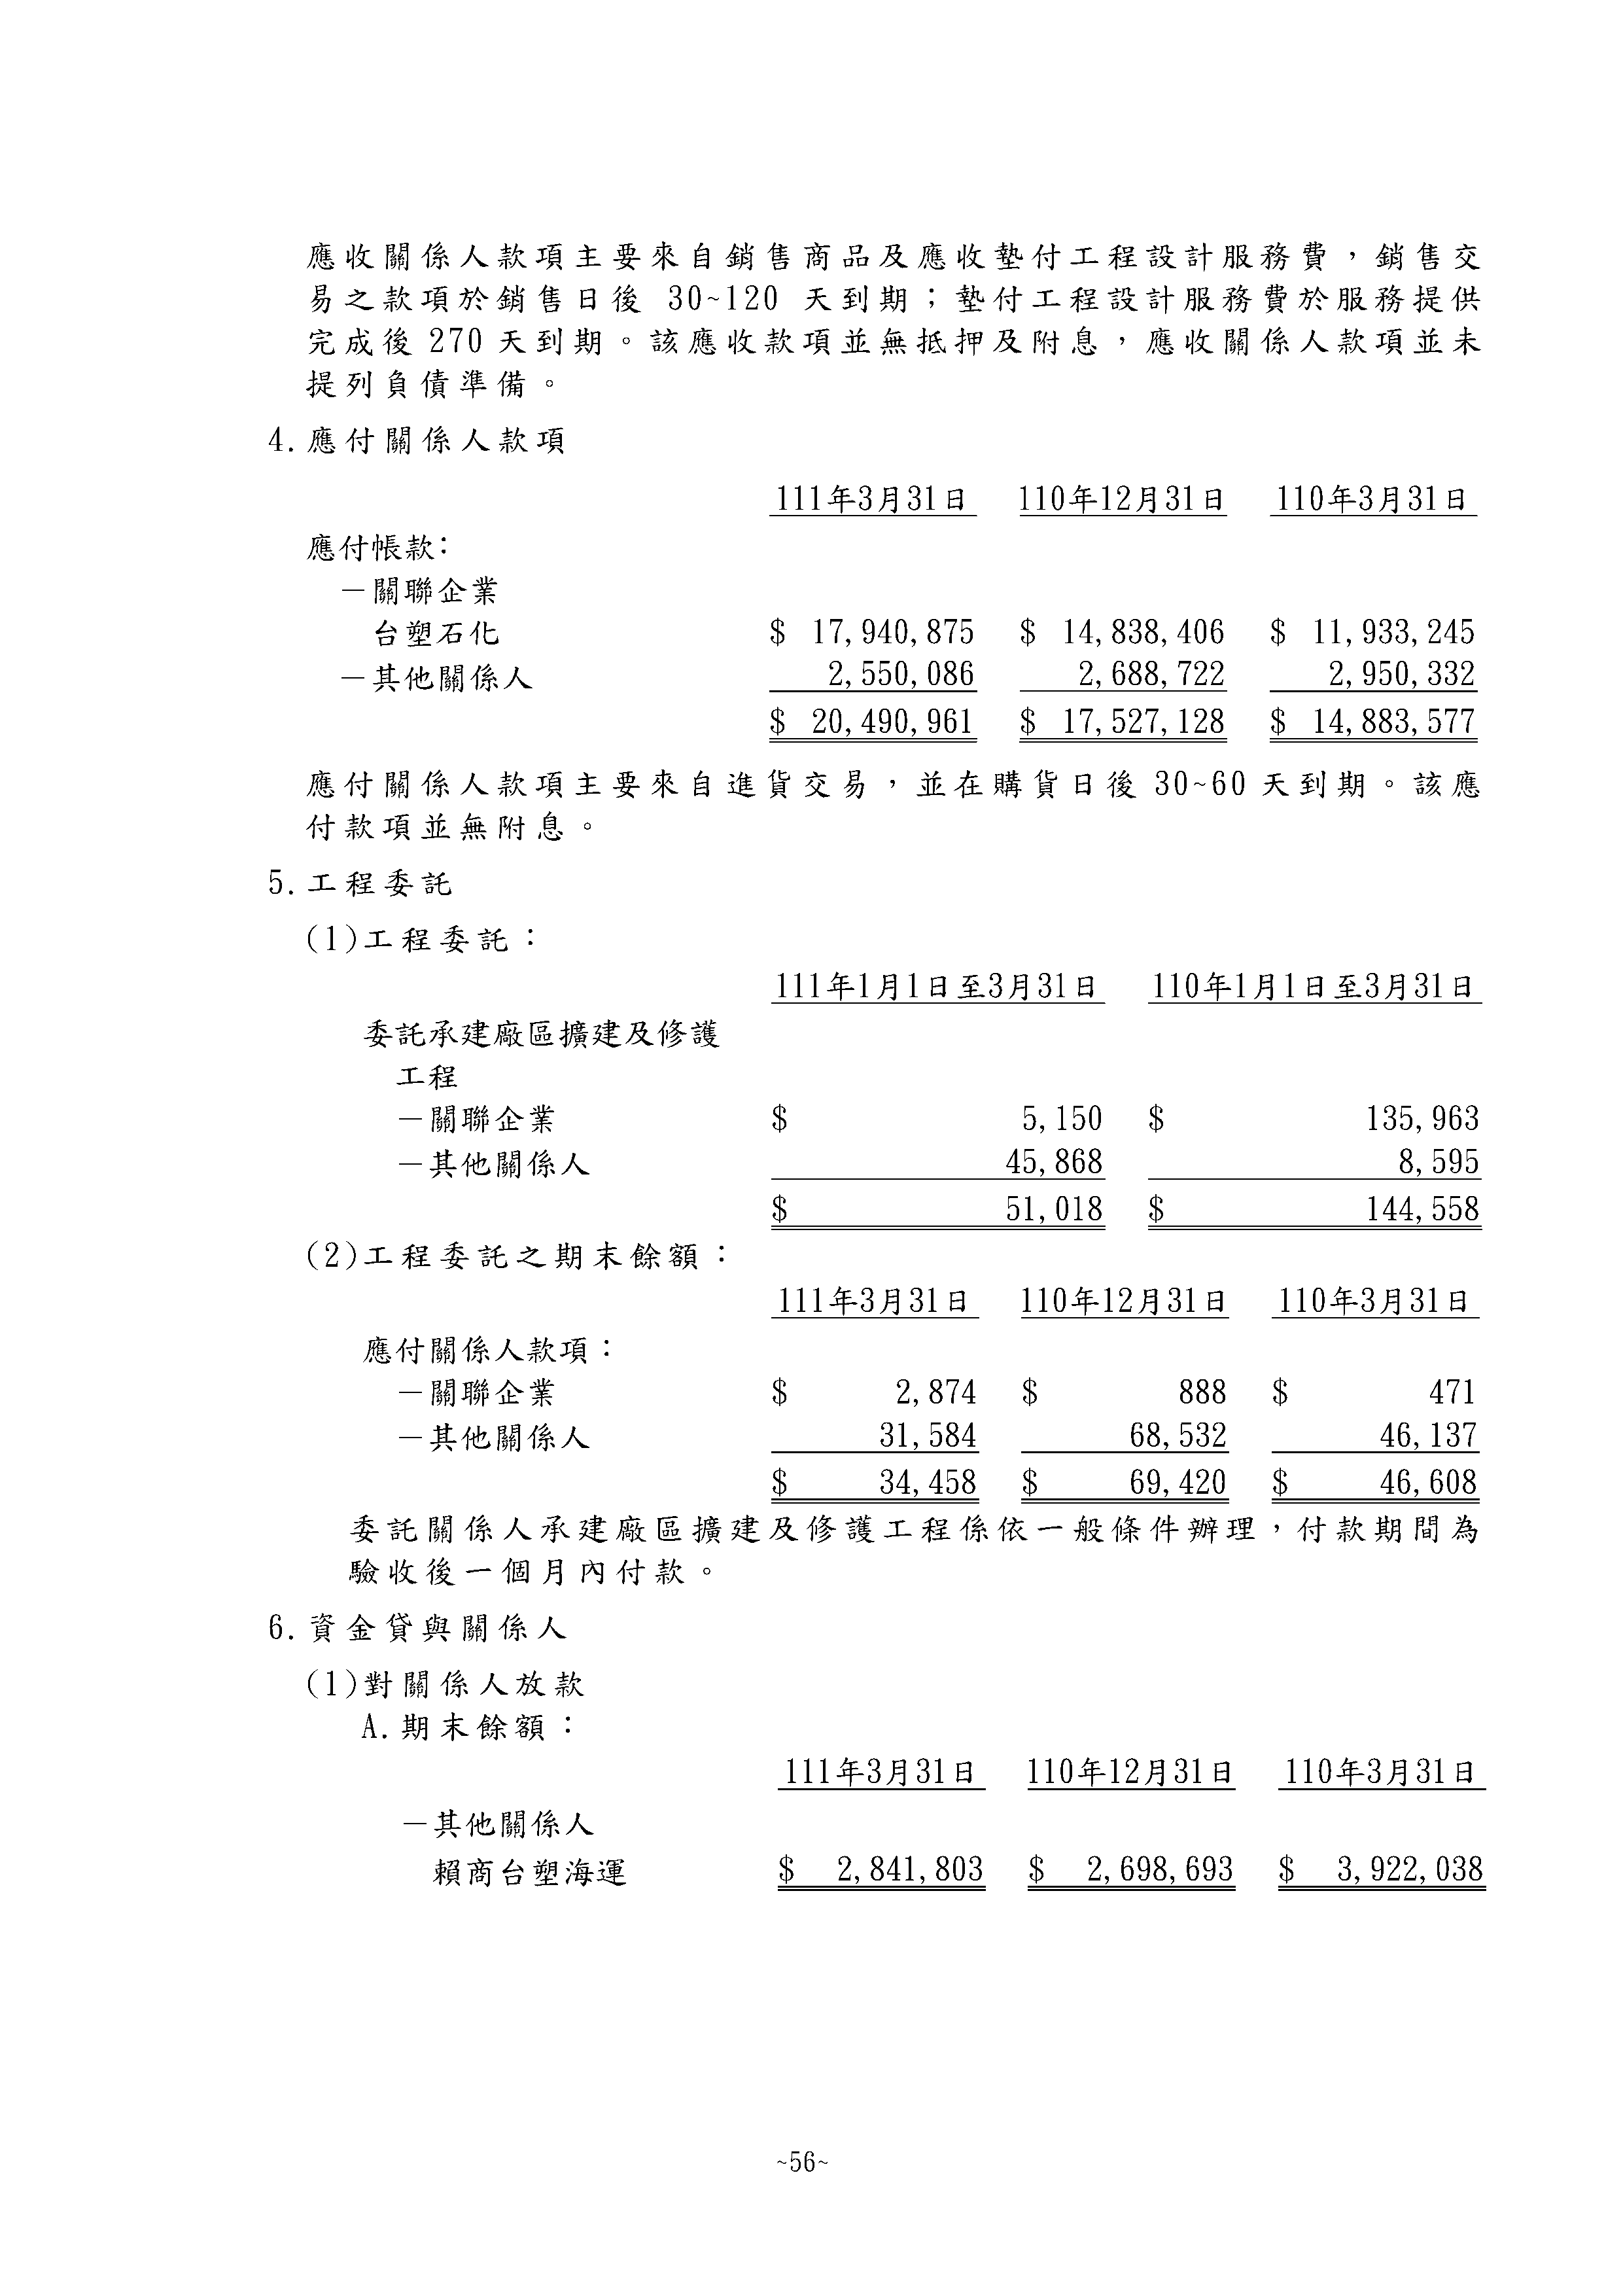 應收關係人款項主要來自銷售商品及應收墊付工程設計服務費，銷售交
易之款項於銷售日後 30~120 天到期；墊付工程設計服務費於服務提供
完成後 270 天到期。該應收款項並無抵押及附息，應收關係人款項並未
提列負債準備。
4.應付關係人款項
111年3月31日 110年12月31日 110年3月31日
應付帳款:
－關聯企業
台塑石化 $ 17,940,875 $ 14,838,406 $ 11,933,245
－其他關係人 2,550,086 2,688,722 2,950,332
$ 20,490,961 $ 17,527,128 $ 14,883,577
應付關係人款項主要來自進貨交易，並在購貨日後 30~60 天到期。該應
付款項並無附息。
5.工程委託
(1)工程委託：
111年1月1日至3月31日 110年1月1日至3月31日
委託承建廠區擴建及修護
工程
－關聯企業 $ 5,150 $ 135,963
－其他關係人 45,868 8,595
$ 51,018 $ 144,558
(2)工程委託之期末餘額：
111年3月31日 110年12月31日 110年3月31日
應付關係人款項：
－關聯企業 $ 2,874 $ 888 $ 471
－其他關係人 31,584 68,532 46,137
$ 34,458 $ 69,420 $ 46,608
委託關係人承建廠區擴建及修護工程係依一般條件辦理，付款期間為
驗收後一個月內付款。
6.資金貸與關係人
(1)對關係人放款
A.期末餘額：
111年3月31日 110年12月31日 110年3月31日
－其他關係人
賴商台塑海運 $ 2,841,803 $ 2,698,693 $ 3,922,038
~56~